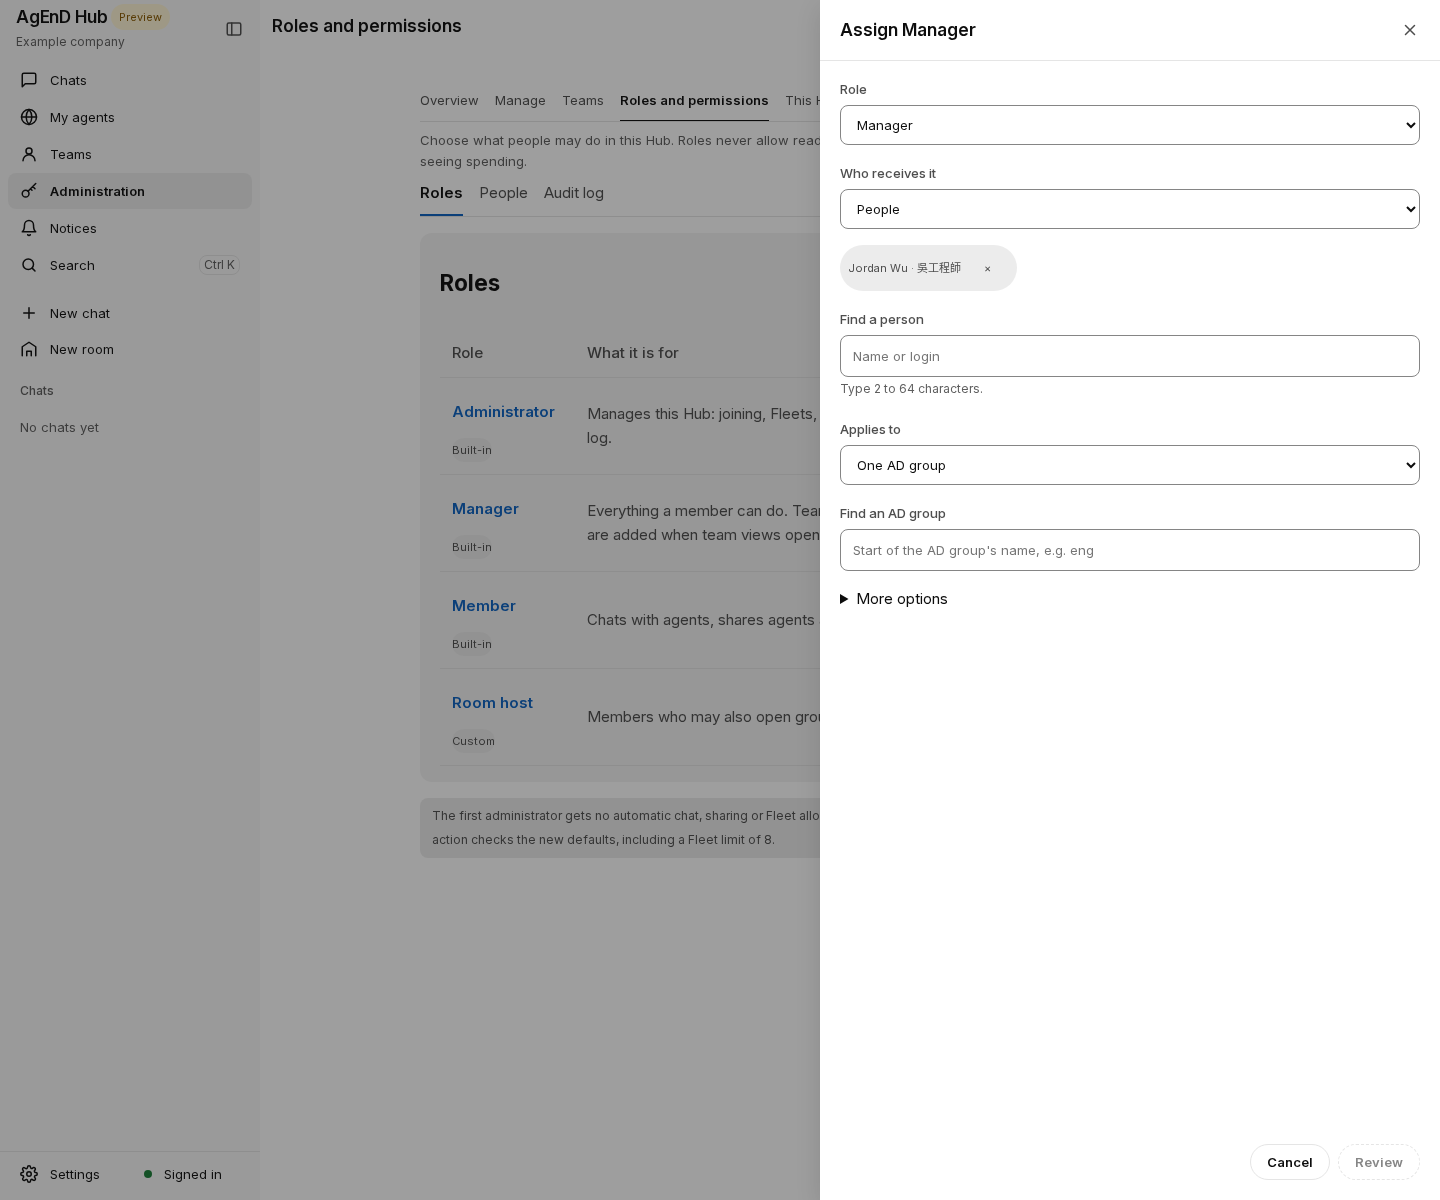 AgEnD Hub Preview
Example company
Chats
My agents
Teams
Administration
Notices
Search Ctrl K
New chat
New room
Chats
No chats yet
Settings
Signed in
Roles and permissions
Overview Manage Teams Roles and permissions This H
Choose what people may do in this Hub. Roles never allow read
seeing spending.
Roles People Audit log
Roles
Role What it is for
Administrator
Built-in
Manages this Hub: joining, Fleets,
log.
Manager
Built-in
Everything a member can do. Tea
are added when team views open
Member
Built-in
Chats with agents, shares agents
Room host
Custom
Members who may also open grou
The first administrator gets no automatic chat, sharing or Fleet allo
action checks the new defaults, including a Fleet limit of 8.
Assign Manager
Role
Manager
Who receives it
People
Jordan Wu · 吳工程師 ×
Find a person
Name or login
Type 2 to 64 characters.
Applies to
One AD group
Find an AD group
Start of the AD group's name, e.g. eng
More options
Cancel Review